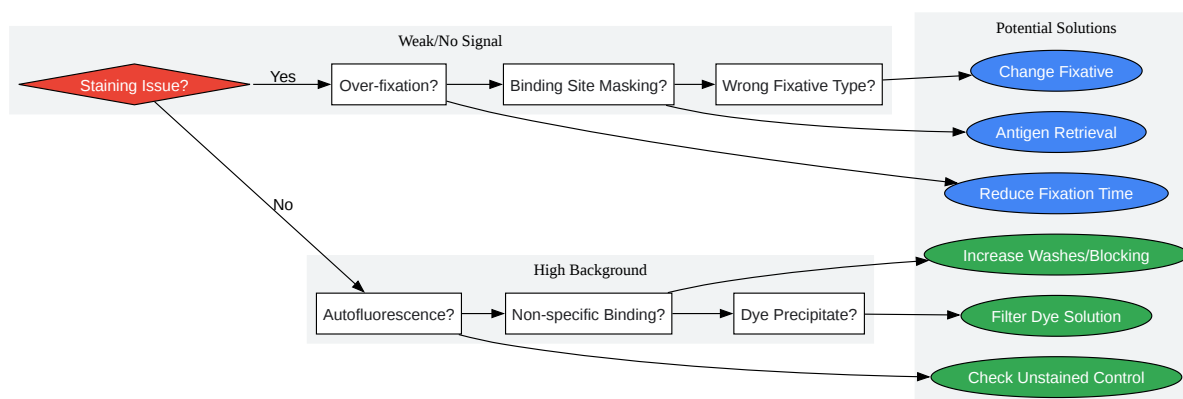 Potential Solutions
Weak/No Signal
Staining Issue?
Yes
Over-fixation?
Binding Site Masking?
Wrong Fixative Type?
Change Fixative
Antigen Retrieval
Reduce Fixation Time
No
High Background
Increase Washes/Blocking
Autofluorescence?
Non-specific Binding?
Dye Precipitate?
Filter Dye Solution
Check Unstained Control